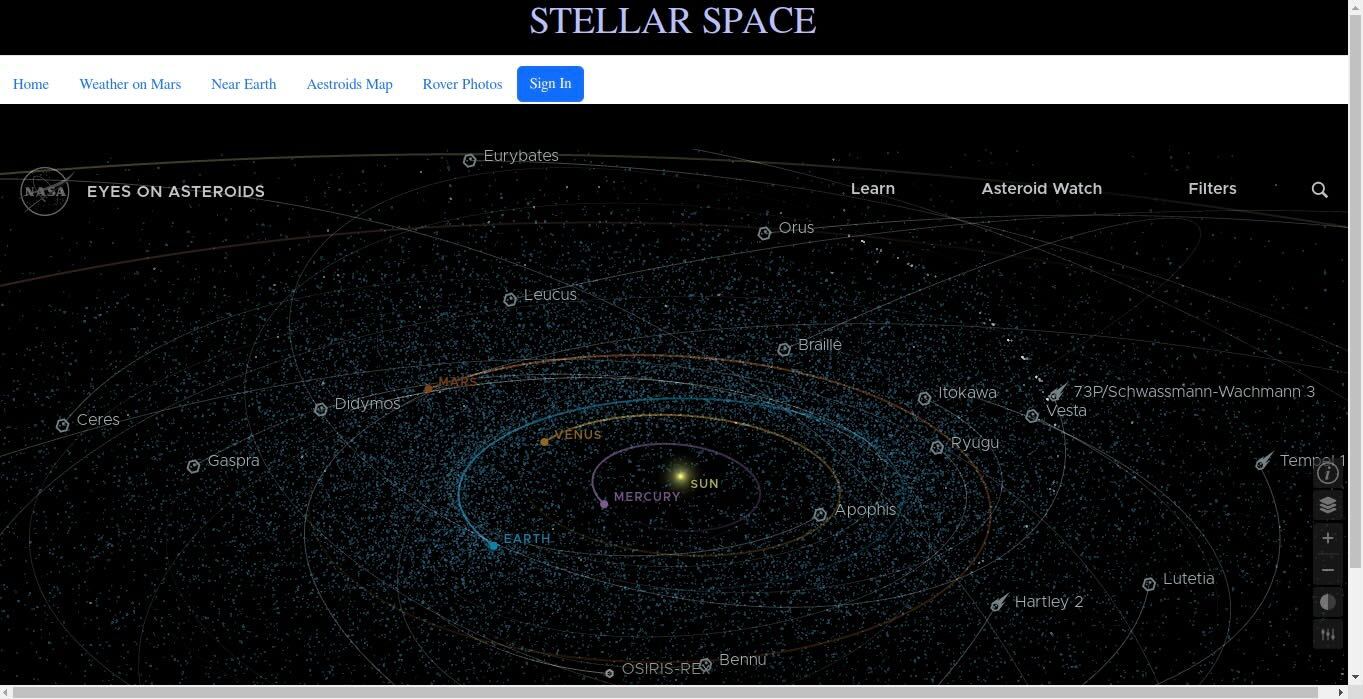 STELLAR SPACE
Home Weather on Mars Near Earth Aestroids Map Rover Photos Sign In
Eurybates
NASA EYES ON ASTEROIDS Learn Asteroid Watch Filters
Orus
Leucus
Braille
MARS
Itokawa 73P/Schwassmann-Wachmann 3
Didymos
Vesta
Ceres
VENUS
Ryugu
Gaspra
Tempel 1
SUN
MERCURY
Apophis
EARTH
Lutetia
Hartley 2
Bennu
OSIRIS-REX